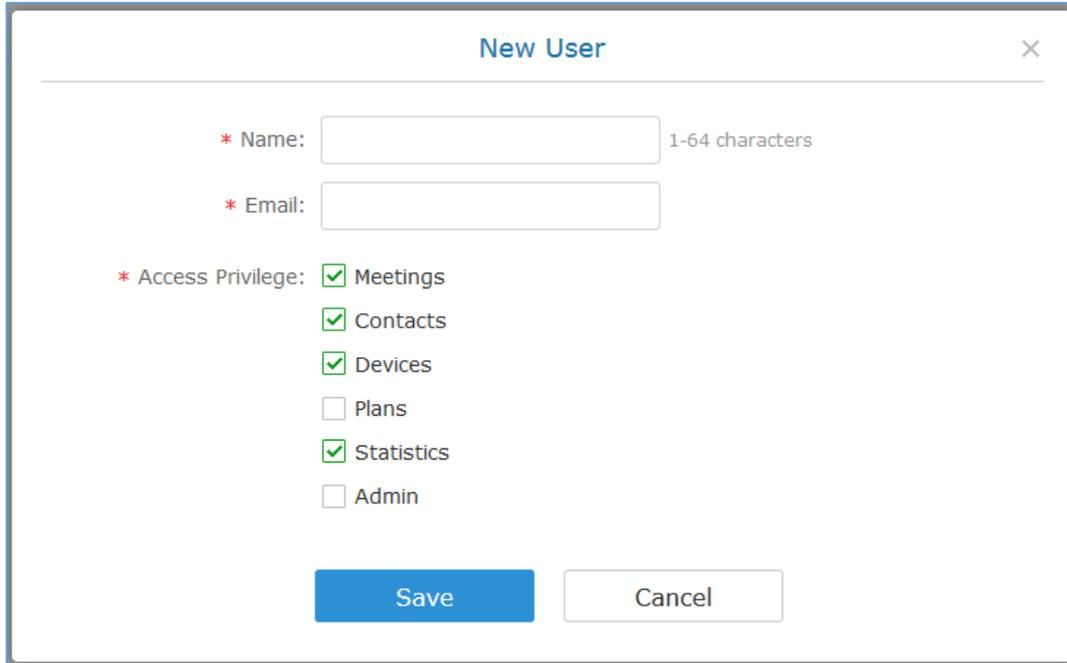 New User
* Name: 1-64 characters
* Email:
* Access Privilege: Meetings
Contacts
Devices
Plans
Statistics
Admin
Save Cancel